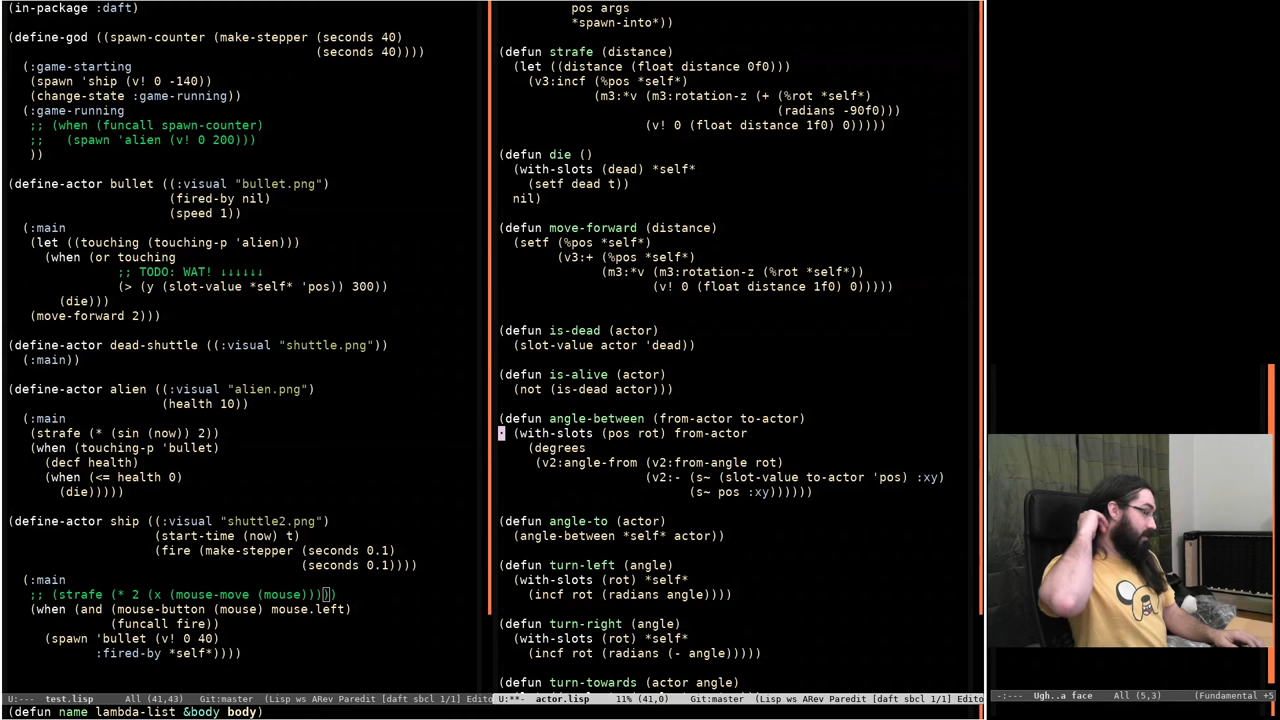 (in-package :daft)
(define-god ((spawn-counter (make-stepper (seconds 40)
(seconds 40))))
(:game-starting
(spawn 'ship (v! 0 -140))
(change-state :game-running))
(:game-running
;; (when (funcall spawn-counter)
;;   (spawn 'alien (v! 0 200)))
))
(define-actor bullet ((:visual "bullet.png")
(fired-by nil)
(speed 1))
(:main
(let ((touching (touching-p 'alien)))
(when (or touching
;; TODO: WAT! ↓↓↓↓↓↓
(> (y (slot-value *self* 'pos)) 300))
(die)))
(move-forward 2)))
(define-actor dead-shuttle ((:visual "shuttle.png"))
(:main))
(define-actor alien ((:visual "alien.png")
(health 10))
(:main
(strafe (* (sin (now)) 2))
(when (touching-p 'bullet)
(decf health)
(when (<= health 0)
(die)))))
(define-actor ship ((:visual "shuttle2.png")
(start-time (now) t)
(fire (make-stepper (seconds 0.1)
(seconds 0.1))))
(:main
;; (strafe (* 2 (x (mouse-move (mouse)))))
(when (and (mouse-button (mouse) mouse.left)
(funcall fire))
(spawn 'bullet (v! 0 40)
:fired-by *self*))))
U:---  test.lisp      All (41,43)   Git:master  (Lisp ws ARev Paredit [daft sbcl 1/1] Edito
(defun name lambda-list &body body)
pos args
*spawn-into*))
(defun strafe (distance)
(let ((distance (float distance 0f0)))
(v3:incf (%pos *self*)
(m3:*v (m3:rotation-z (+ (%rot *self*)
(radians -90f0)))
(v! 0 (float distance 1f0) 0)))))
(defun die ()
(with-slots (dead) *self*
(setf dead t))
nil)
(defun move-forward (distance)
(setf (%pos *self*)
(v3:+ (%pos *self*)
(m3:*v (m3:rotation-z (%rot *self*))
(v! 0 (float distance 1f0) 0)))))
(defun is-dead (actor)
(slot-value actor 'dead))
(defun is-alive (actor)
(not (is-dead actor)))
(defun angle-between (from-actor to-actor)
(with-slots (pos rot) from-actor
(degrees
(v2:angle-from (v2:from-angle rot)
(v2:- (s~ (slot-value to-actor 'pos) :xy)
(s~ pos :xy))))))
(defun angle-to (actor)
(angle-between *self* actor))
(defun turn-left (angle)
(with-slots (rot) *self*
(incf rot (radians angle))))
(defun turn-right (angle)
(with-slots (rot) *self*
(incf rot (radians (- angle)))))
(defun turn-towards (actor angle)
U:**-  actor.lisp     11% (41,0)    Git:master  (Lisp ws ARev Paredit [daft sbcl 1/1] Edito
-:---  Ugh..a face    All (5,3)      (Fundamental +5